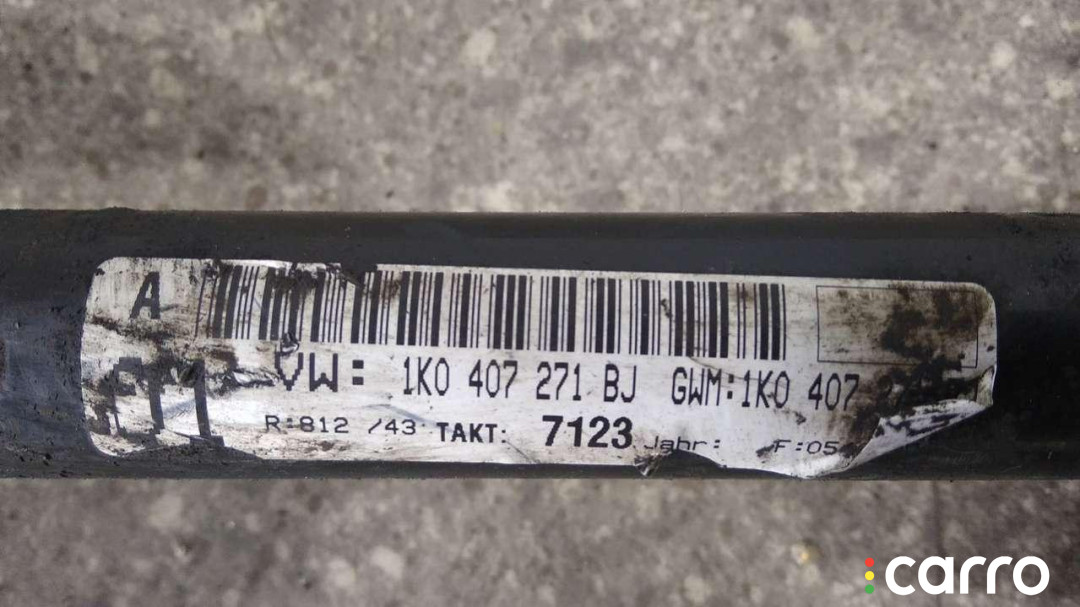 A
VW: 1K0 407 271 BJ GWM:1K0 407
R:812 /43 TAKT: 7123 Jahr: F:05
carro